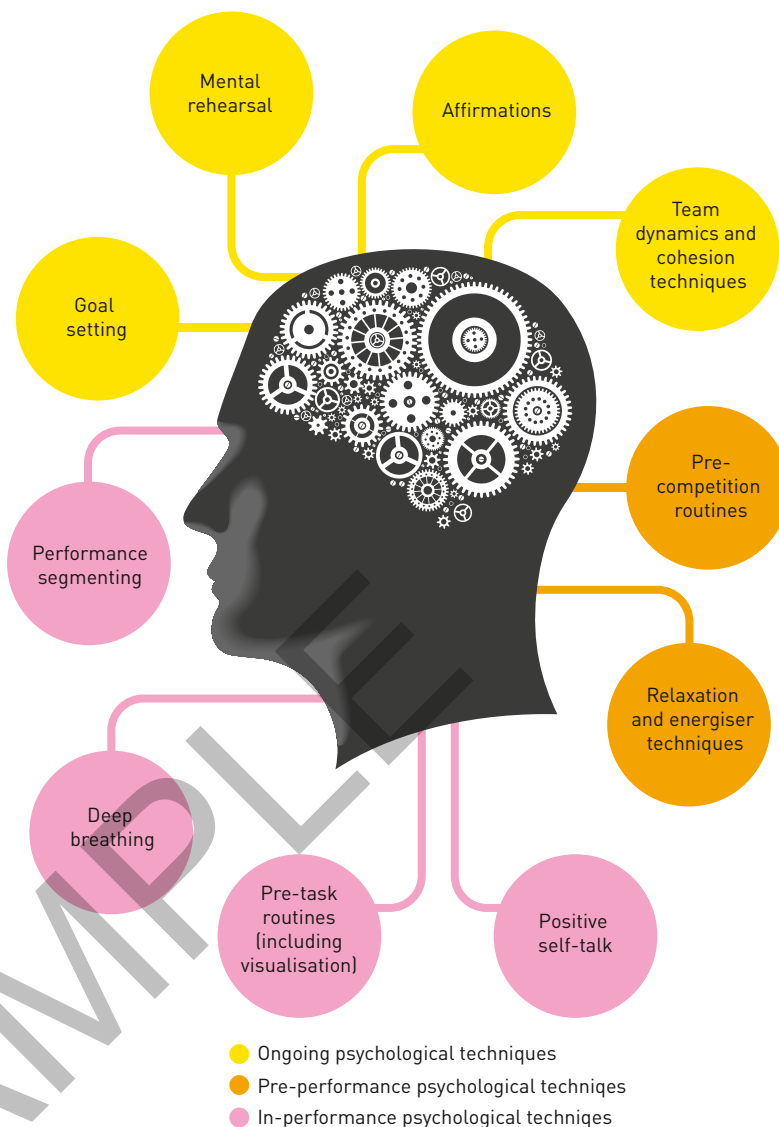 Mental
rehearsal
Affirmations
Team
dynamics and
cohesion
techniques
Goal
setting
Pre-
competition
routines
Performance
segmenting
Relaxation
and energiser
techniques
Deep
breathing
Pre-task
routines
(including
visualisation)
Positive
self-talk
Ongoing psychological techniques
Pre-performance psychological techniqes
In-performance psychological techniqes
AMPLE